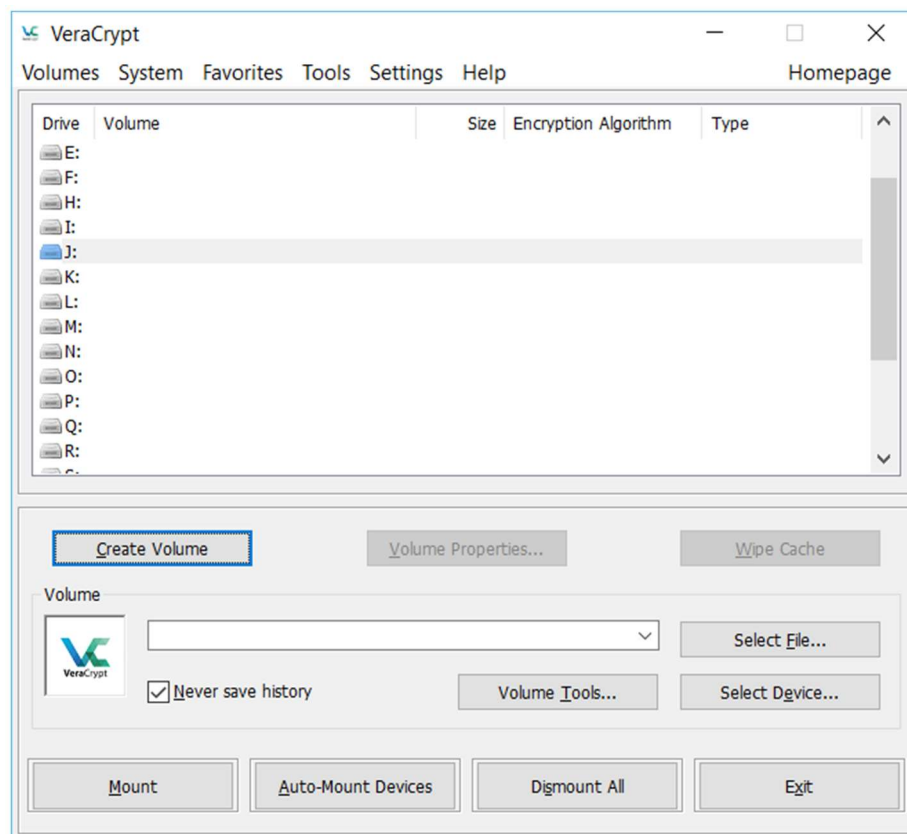 VeraCrypt
Volumes System Favorites Tools Settings Help Homepage
Drive Volume Size Encryption Algorithm Type
E:
F:
H:
I:
J:
K:
L:
M:
N:
O:
P:
Q:
R:
Create Volume Volume Properties... Wipe Cache
Volume
VeraCrypt
Select File...
Never save history Volume Tools... Select Device...
Mount Auto-Mount Devices Dismount All Exit